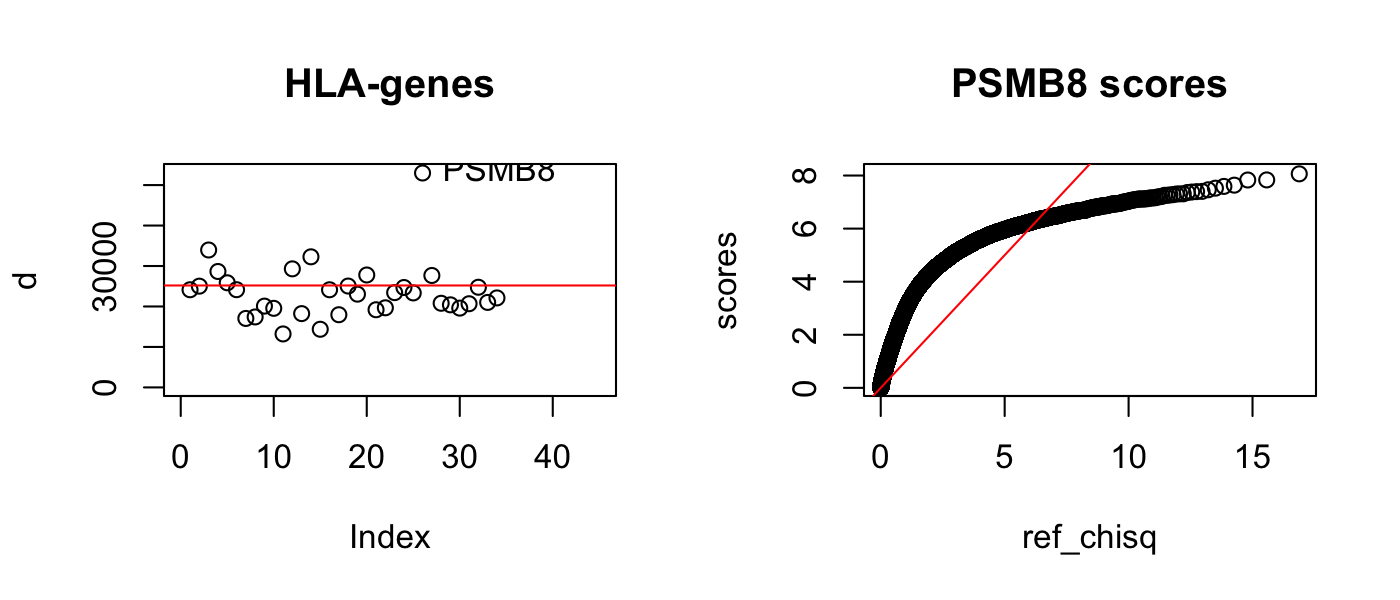 HLA-genes
PSMB8
d
0
30000
0 10 20 30 40
Index
PSMB8 scores
scores
0 2 4 6 8
0 5 10 15
ref_chisq